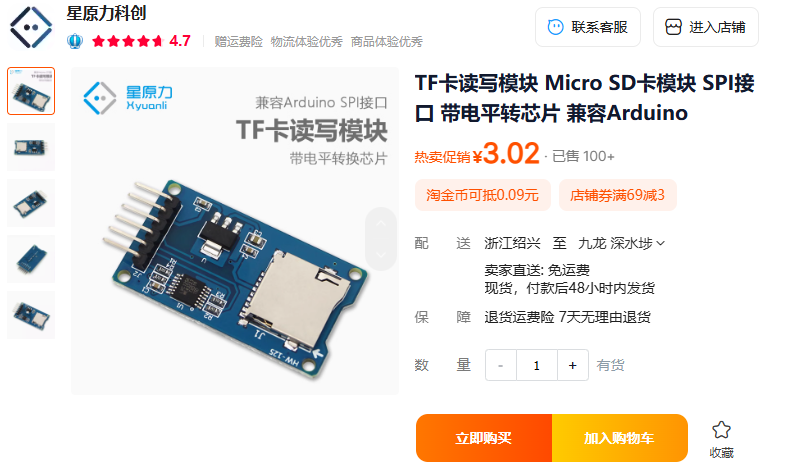 星原力科创
4.7
赠运费险 物流体验优秀 商品体验优秀
联系客服
进入店铺
星原力
Xyuanli
兼容Arduino SPI接口
TF卡读写模块
带电平转换芯片
HW-125
J1
U1
R3
R2
C1
TF卡读写模块 Micro SD卡模块 SPI接
口 带电平转芯片 兼容Arduino
热卖促销 ¥3.02 · 已售 100+
淘金币可抵0.09元
店铺券满69减3
配 送 浙江绍兴 至 九龙 深水埗
卖家直送: 免运费
现货，付款后48小时内发货
保 障 退货运费险 7天无理由退货
数 量 - 1 + 有货
立即购买
加入购物车
收藏